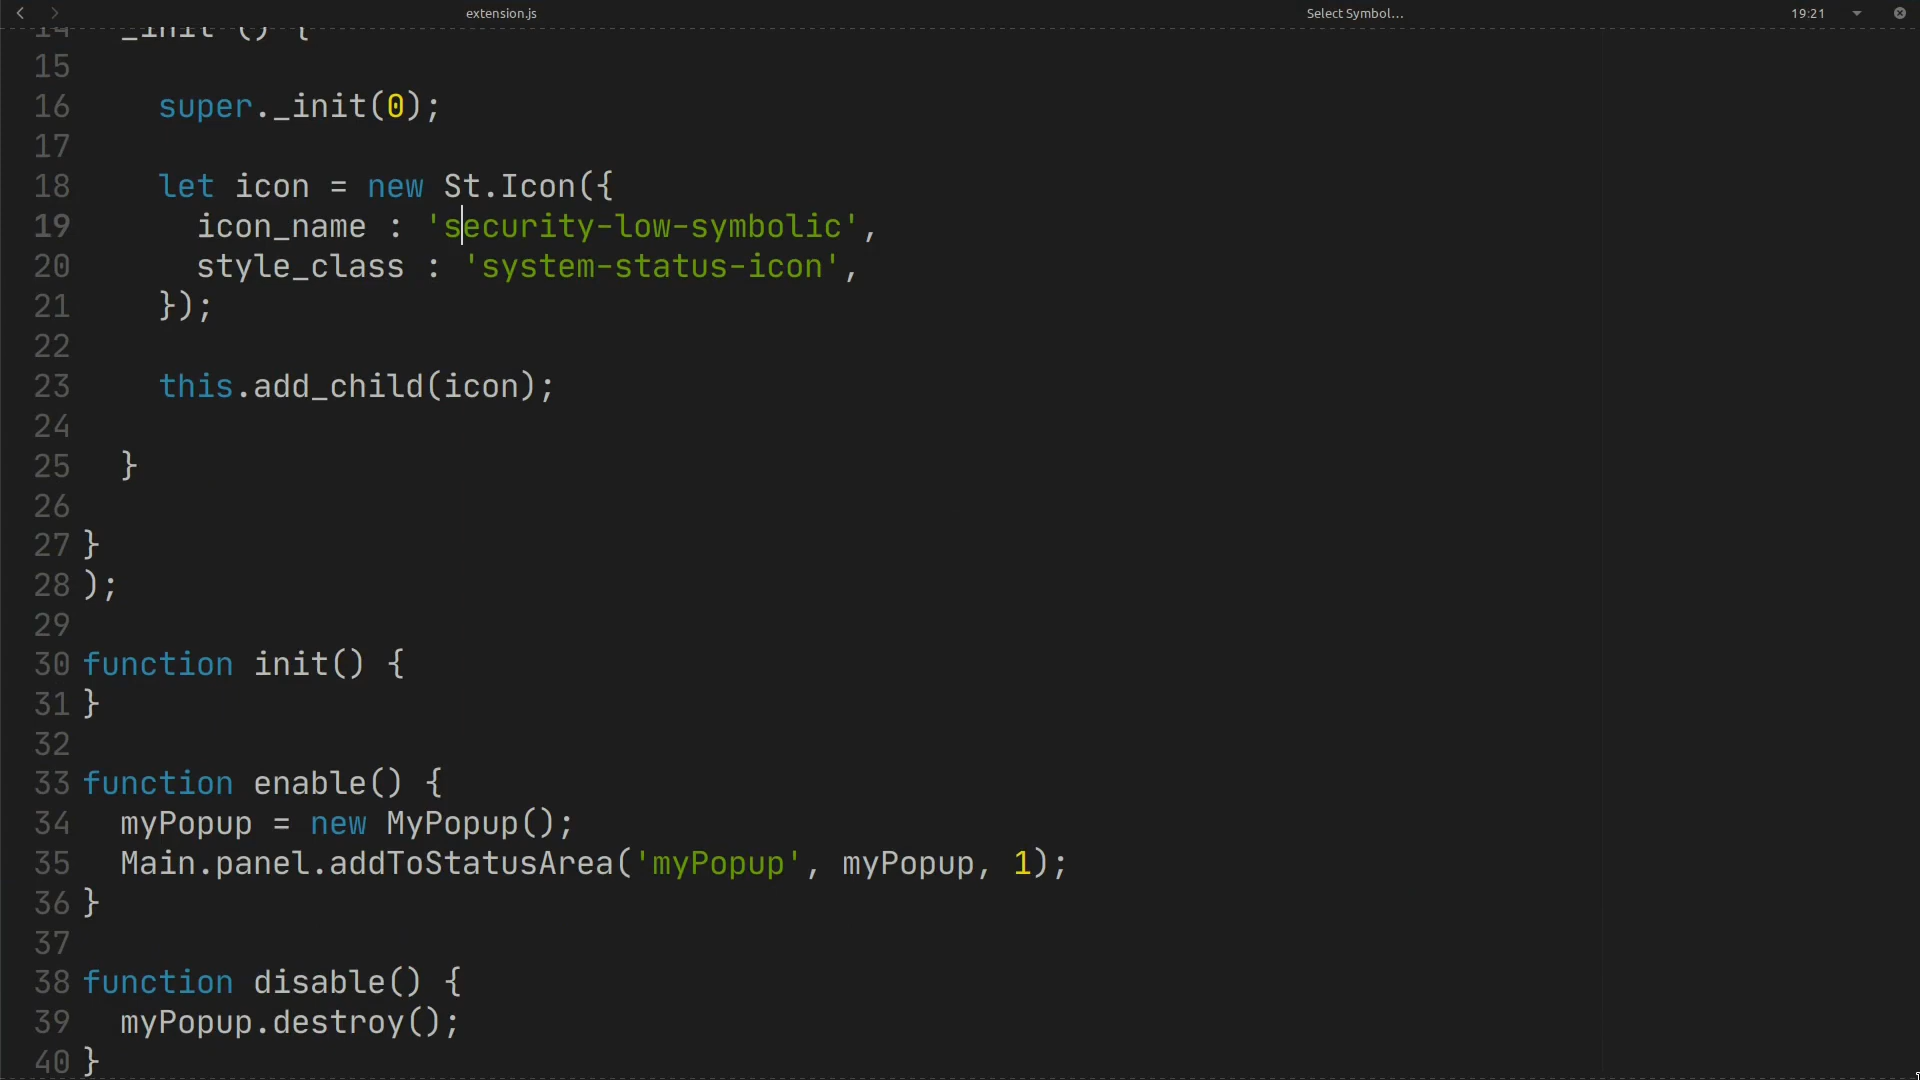 extension.js
Select Symbol...
19:21
14 _init () {
15
16 super._init(0);
17
18 let icon = new St.Icon({
19 icon_name : 'security-low-symbolic',
20 style_class : 'system-status-icon',
21 });
22
23 this.add_child(icon);
24
25 }
26
27 }
28 );
29
30 function init() {
31 }
32
33 function enable() {
34 myPopup = new MyPopup();
35 Main.panel.addToStatusArea('myPopup', myPopup, 1);
36 }
37
38 function disable() {
39 myPopup.destroy();
40 }